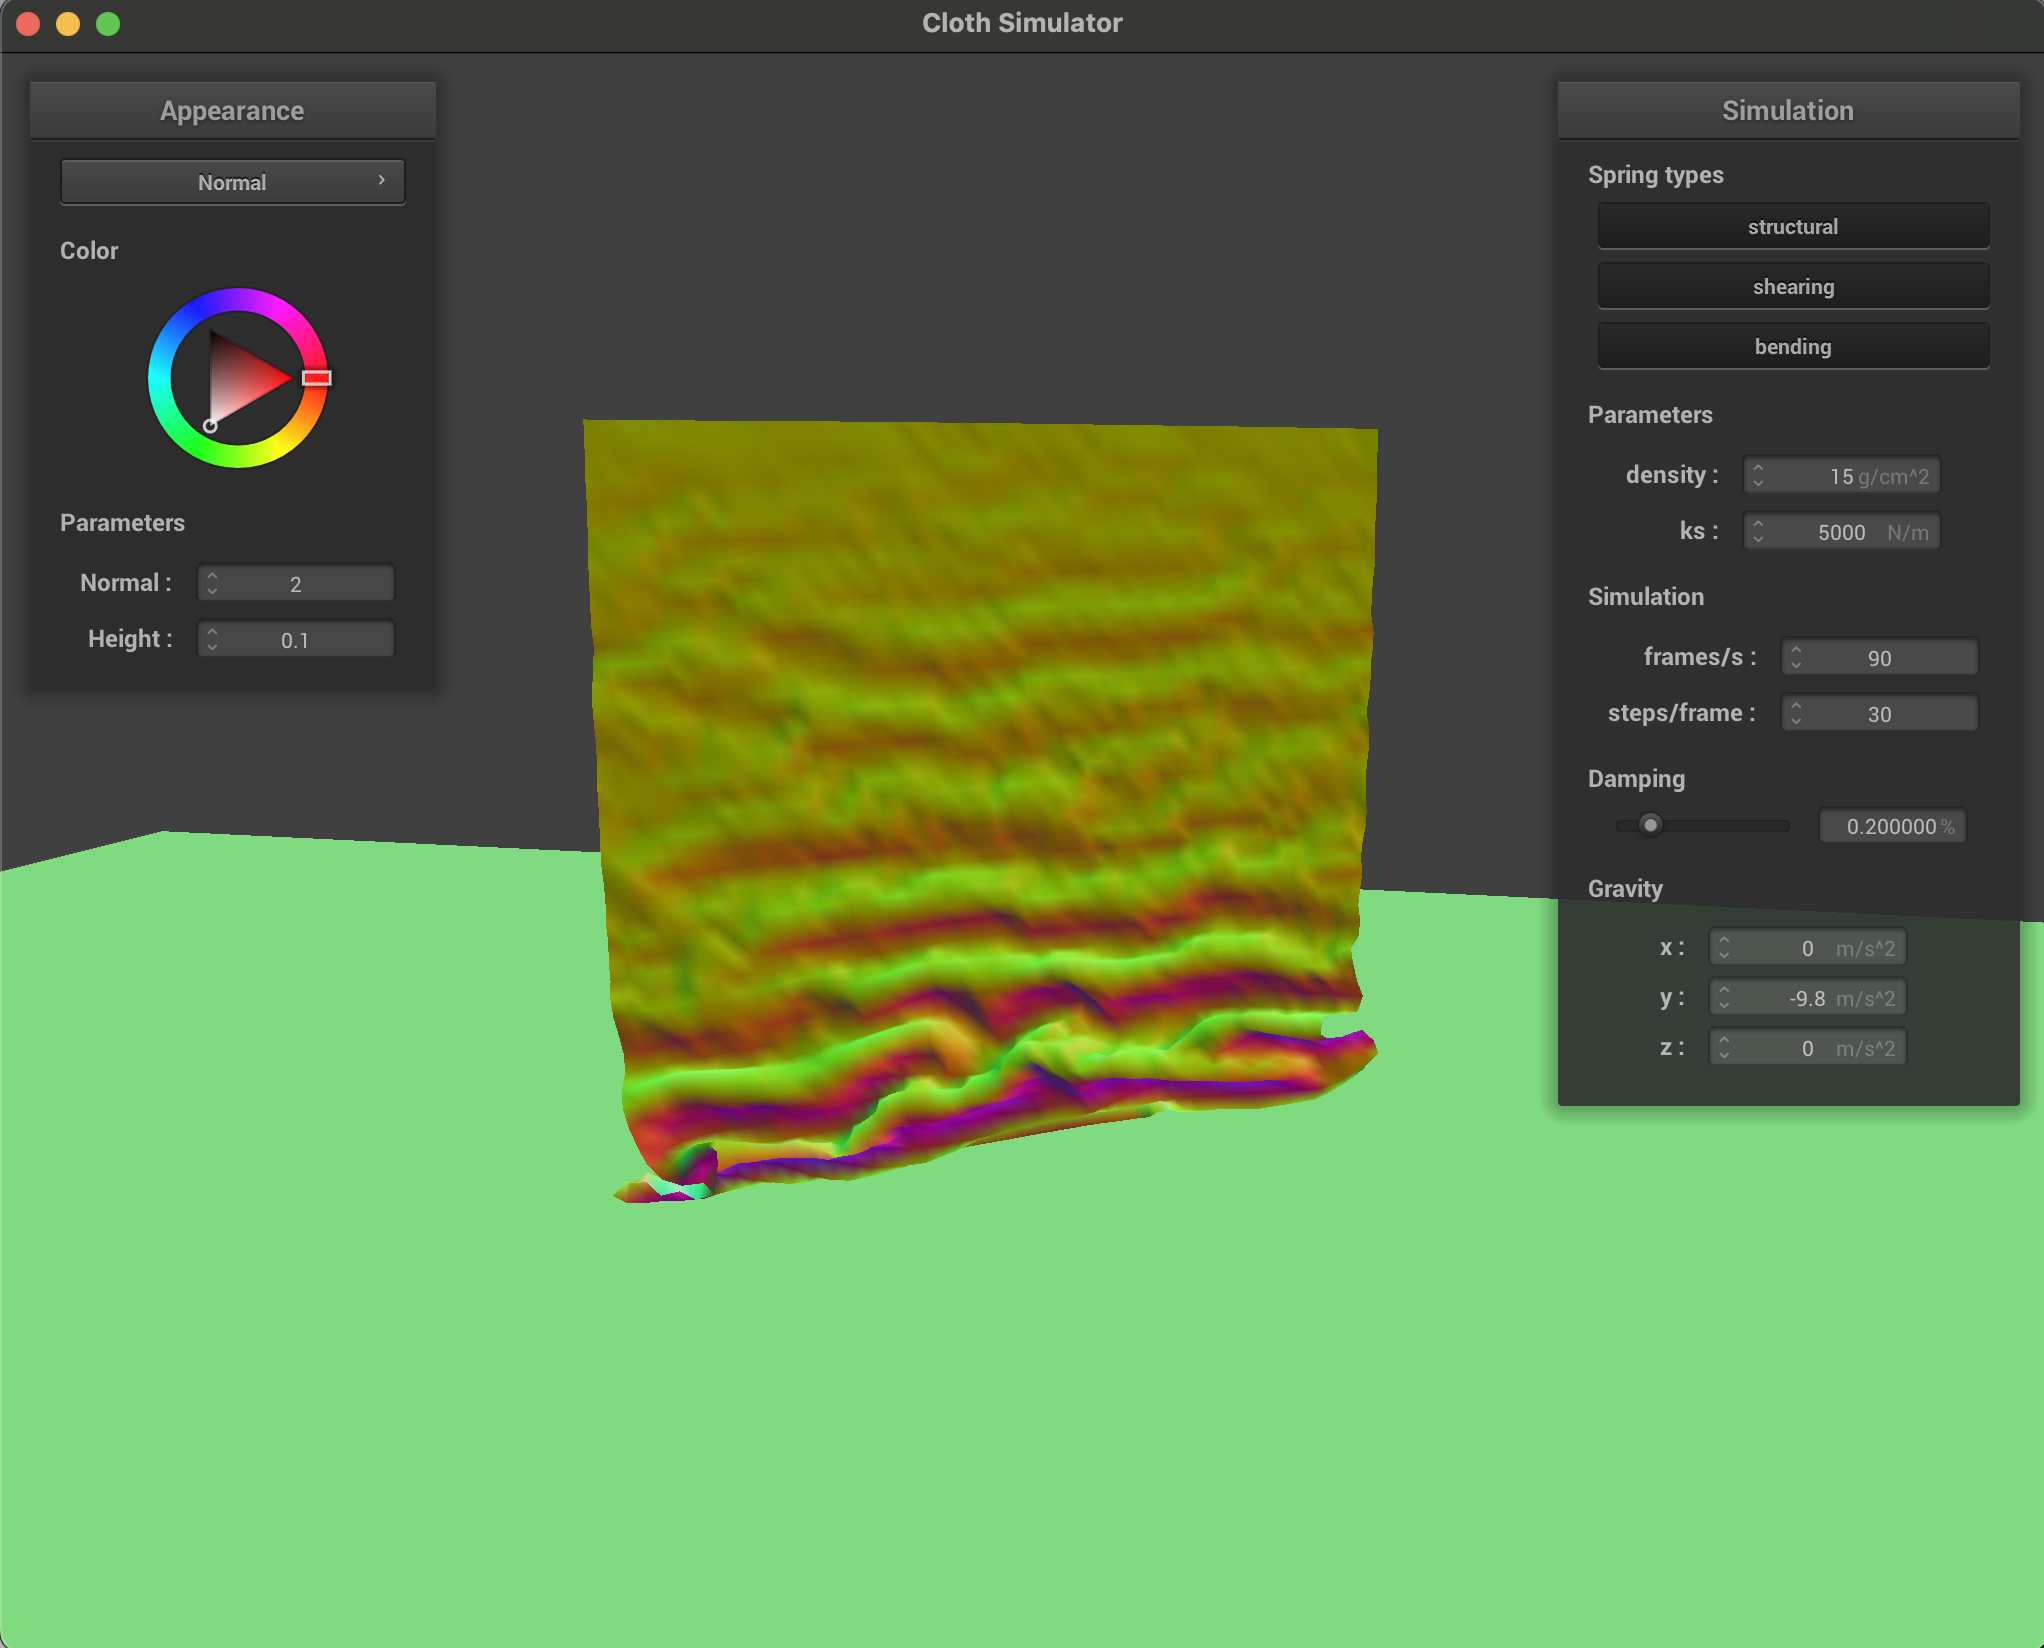 Cloth Simulator
Appearance
Normal
Color
Parameters
Normal : 2
Height : 0.1
Simulation
Spring types
structural
shearing
bending
Parameters
density : 15 g/cm^2
ks : 5000 N/m
Simulation
frames/s : 90
steps/frame : 30
Damping
0.200000 %
Gravity
x : 0 m/s^2
y : -9.8 m/s^2
z : 0 m/s^2